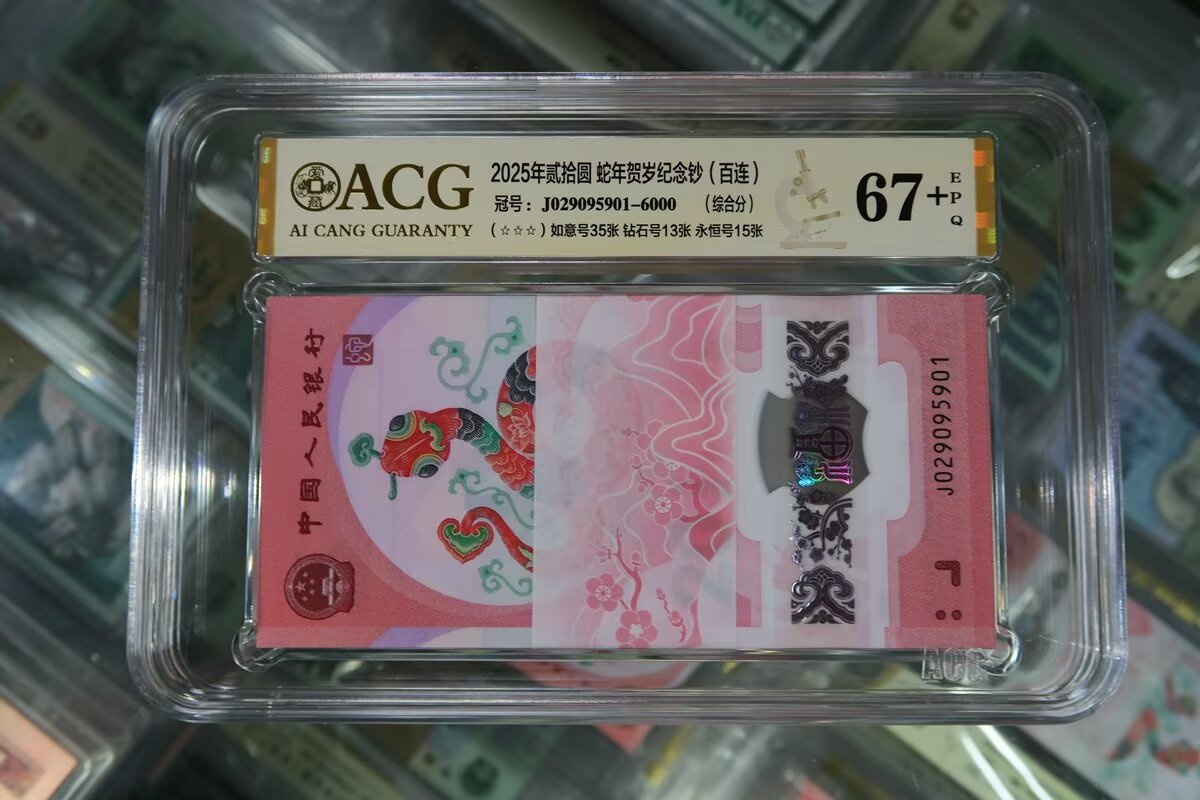 ACG
AI CANG GUARANTY
2025年贰拾圆 蛇年贺岁纪念钞（百连）
冠号：J029095901-6000 （综合分）
（☆☆☆）如意号35张 钻石号13张 永恒号15张
67+
EPQ
中国人民银行
J029095901
ACG